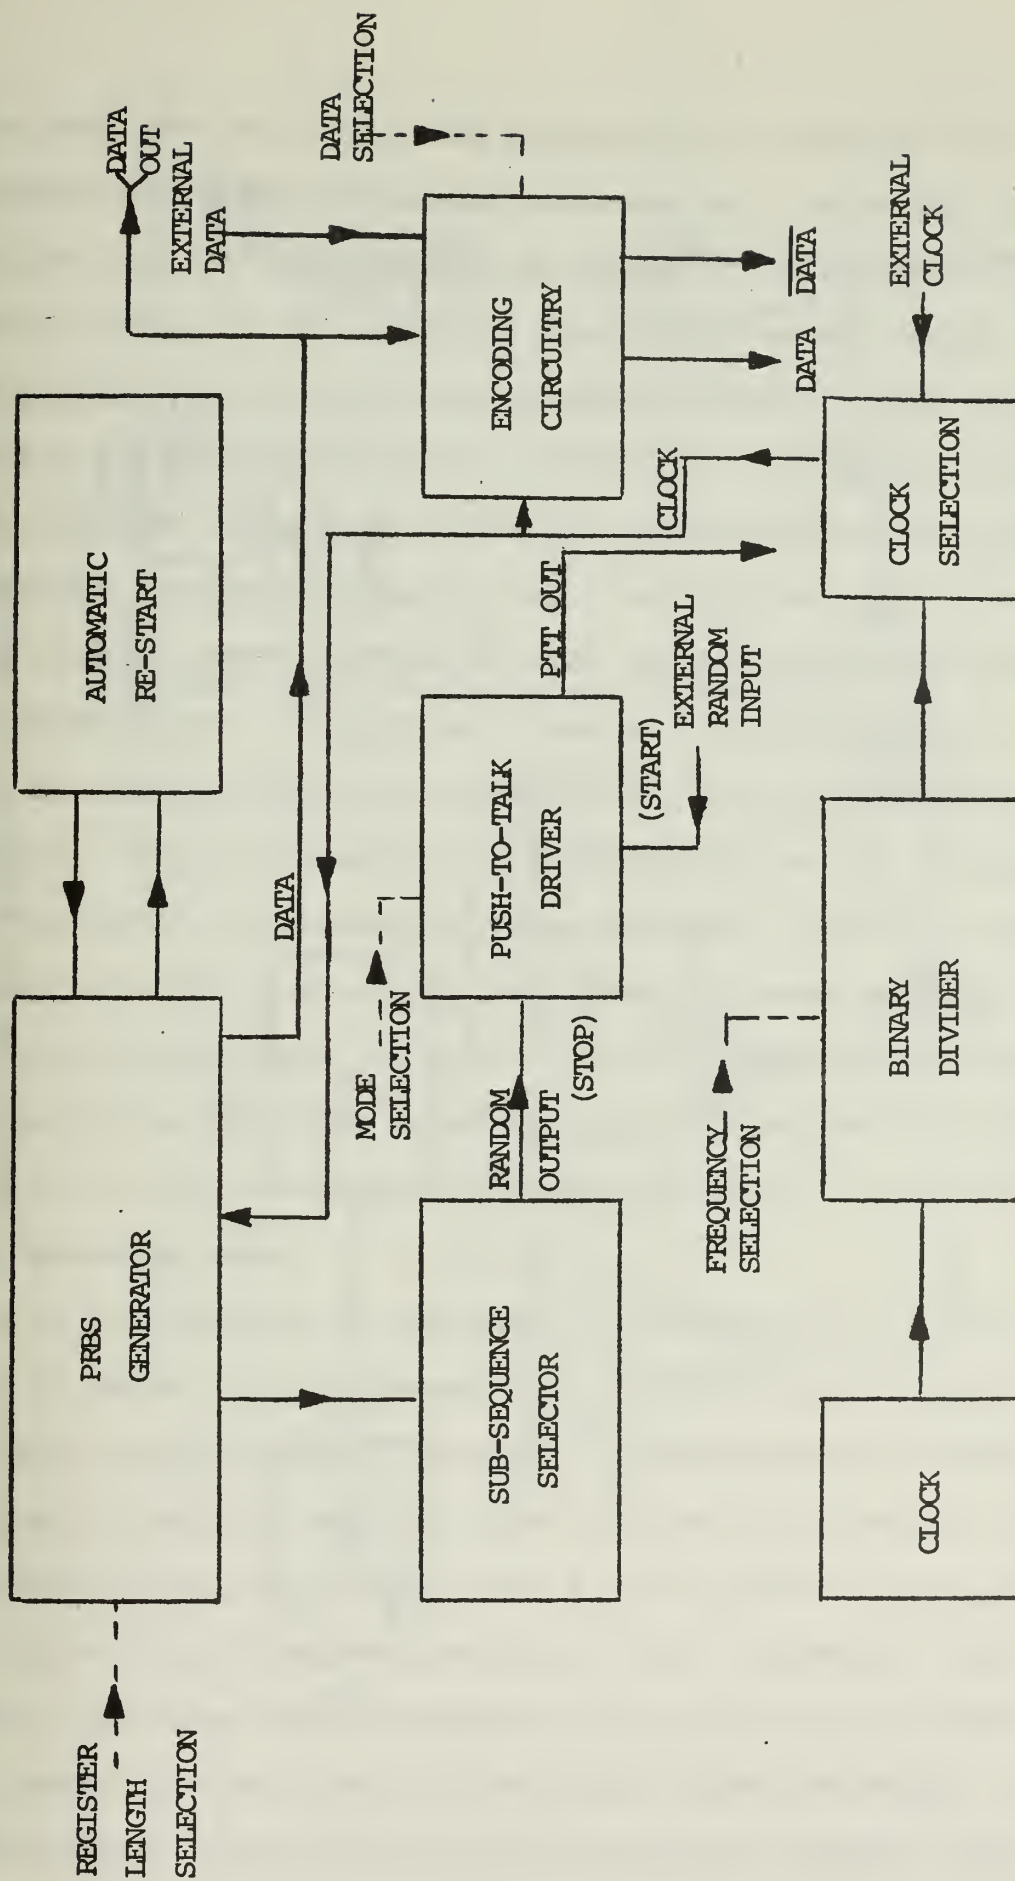 REGISTER
LENGTH
SELECTION
PRBS
GENERATOR
AUTOMATIC
RE-START
DATA
OUT
EXTERNAL
DATA
DATA
DATA
SELECTION
MODE
SELECTION
SUB-SEQUENCE
SELECTOR
RANDOM
OUTPUT
(STOP)
PUSH-TO-TALK
DRIVER
PTT OUT
(START)
EXTERNAL
RANDOM
INPUT
ENCODING
CIRCUITRY
CLOCK
DATA
DATA
FREQUENCY
SELECTION
CLOCK
BINARY
DIVIDER
CLOCK
SELECTION
EXTERNAL
CLOCK